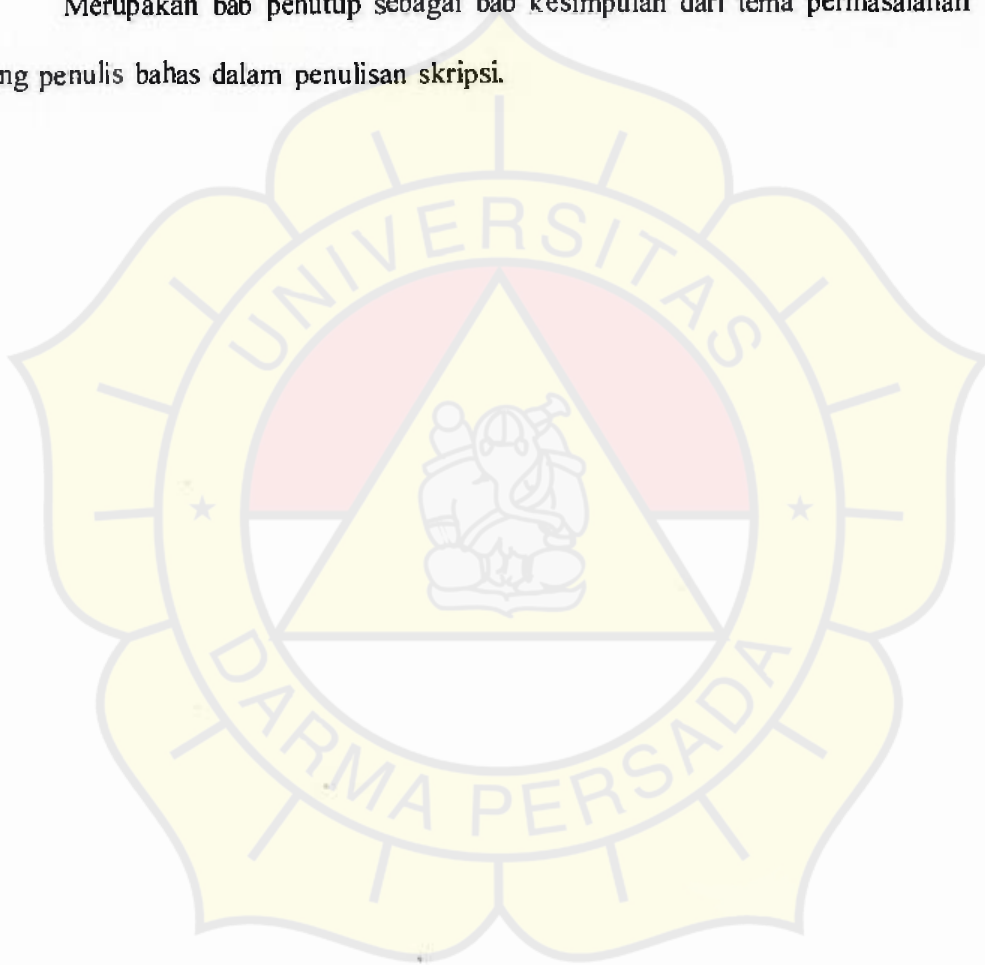 Merupakan bab penutup sebagai bab kesimpulan dari tema permasalahan
ng penulis bahas dalam penulisan skripsi.
UNIVERSITAS
DARMA PERSADA